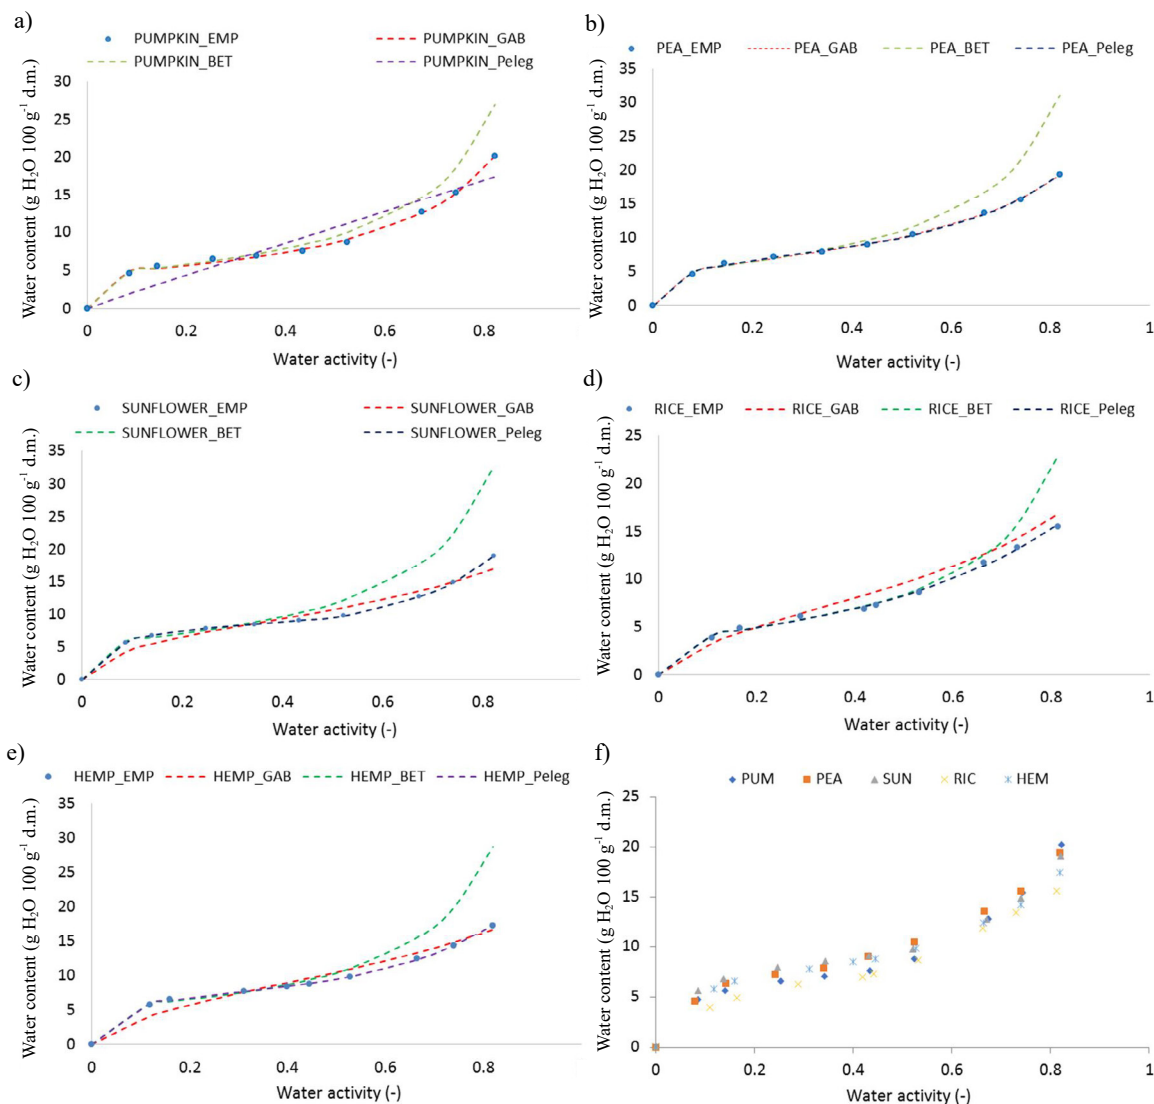 a)
PUMPKIN_EMP PUMPKIN_GAB
PUMPKIN_BET PUMPKIN_Peleg
Water content (g H₂O 100 g⁻¹ d.m.)
30
25
20
15
10
5
0
0 0.2 0.4 0.6 0.8
Water activity (-)
b)
PEA_EMP PEA_GAB PEA_BET PEA_Peleg
Water content (g H₂O 100 g⁻¹ d.m.)
35
30
25
20
15
10
5
0
0 0.2 0.4 0.6 0.8 1
Water activity (-)
c)
SUNFLOWER_EMP SUNFLOWER_GAB
SUNFLOWER_BET SUNFLOWER_Peleg
Water content (g H₂O 100 g⁻¹ d.m.)
35
30
25
20
15
10
5
0
0 0.2 0.4 0.6 0.8
Water activity (-)
d)
RICE_EMP RICE_GAB RICE_BET RICE_Peleg
Water content (g H₂O 100 g⁻¹ d.m.)
25
20
15
10
5
0
0 0.2 0.4 0.6 0.8 1
Water activity (-)
e)
HEMP_EMP HEMP_GAB HEMP_BET HEMP_Peleg
Water content (g H₂O 100 g⁻¹ d.m.)
35
30
25
20
15
10
5
0
0 0.2 0.4 0.6 0.8
Water activity (-)
f)
PUM PEA SUN RIC HEM
Water content (g H₂O 100 g⁻¹ d.m.)
25
20
15
10
5
0
0 0.2 0.4 0.6 0.8 1
Water activity (-)